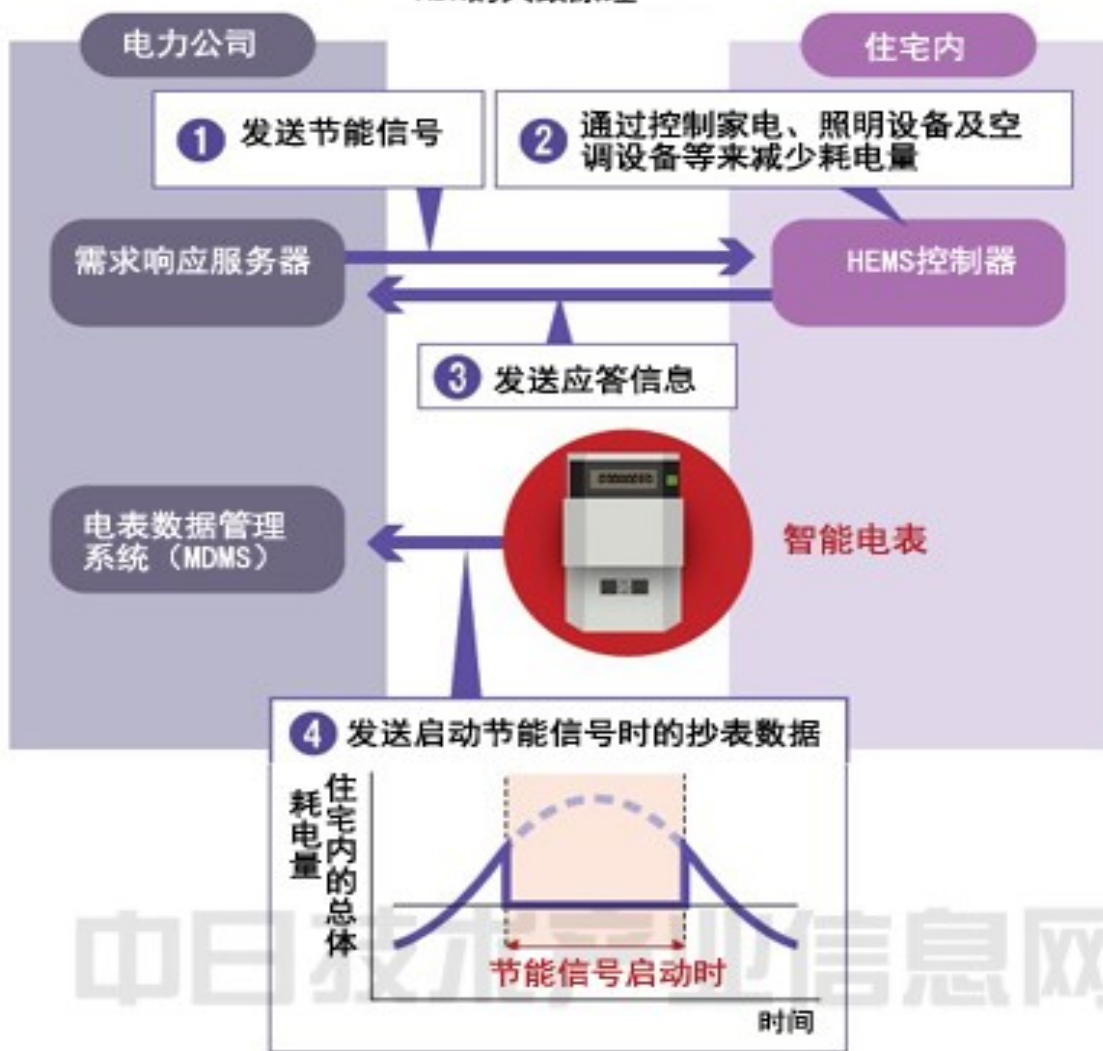 电力公司
住宅内
1 发送节能信号
2 通过控制家电、照明设备及空
调设备等来减少耗电量
需求响应服务器
HEMS控制器
3 发送应答信息
电表数据管理
系统（MDMS）
智能电表
4 发送启动节能信号时的抄表数据
住宅内的总体
耗电量
节能信号启动时
时间
中日技术产业信息网